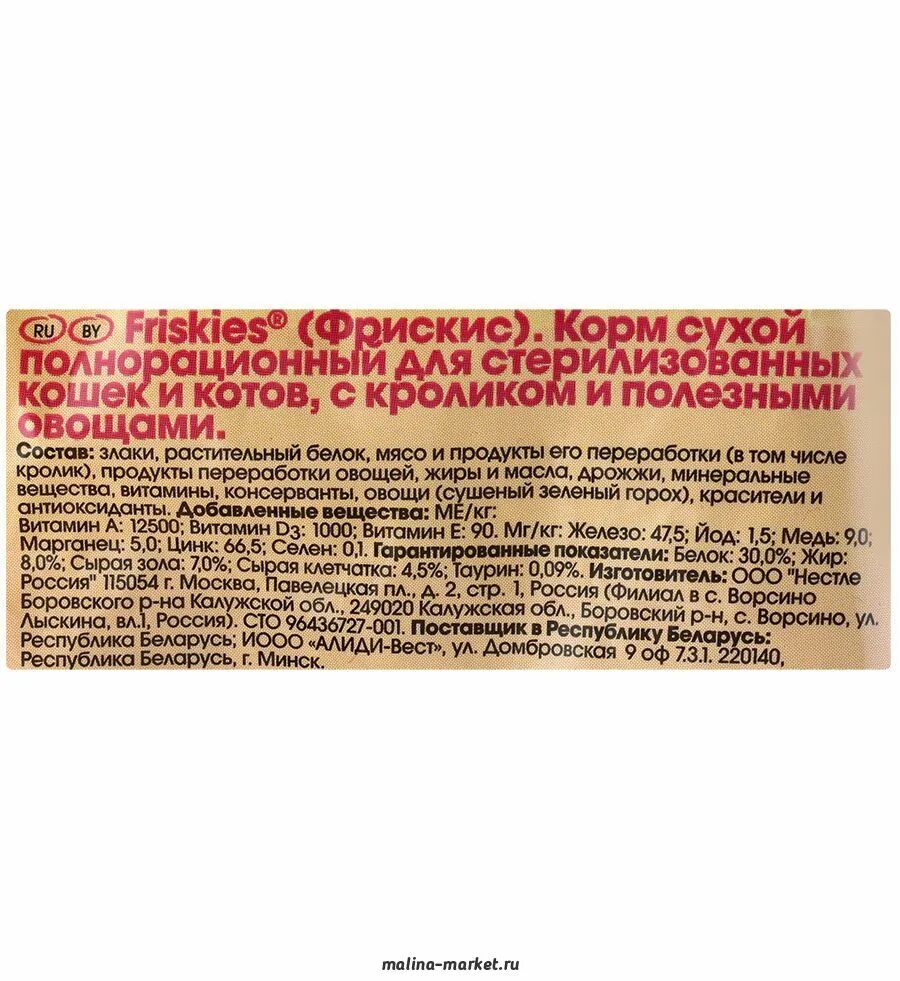 RU BY Friskies® (Фрискис). Корм сухой
полнорационный для стерилизованных
кошек и котов, с кроликом и полезными
овощами.
Состав: злаки, растительный белок, мясо и продукты его переработки (в том числе
кролик), продукты переработки овощей, жиры и масла, дрожжи, минеральные
вещества, витамины, консерванты, овощи (сушеный зеленый горох), красители и
антиоксиданты. Добавленные вещества: МЕ/кг:
Витамин А: 12500; Витамин D3: 1000; Витамин Е: 90. Мг/кг: Железо: 47,5; Йод: 1,5; Медь: 9,0;
Марганец: 5,0; Цинк: 66,5; Селен: 0,1. Гарантированные показатели: Белок: 30,0%; Жир:
8,0%; Сырая зола: 7,0%; Сырая клетчатка: 4,5%; Таурин: 0,09%. Изготовитель: ООО "Нестле
Россия" 115054 г. Москва, Павелецкая пл., д. 2, стр. 1, Россия (Филиал в с. Ворсино
Боровского р-на Калужской обл., 249020 Калужская обл., Боровский р-н, с. Ворсино, ул.
Лыскина, вл.1, Россия). СТО 96436727-001. Поставщик в Республику Беларусь:
Республика Беларусь; ИООО «АЛИДИ-Вест», ул. Домбровская 9 оф 7.3.1. 220140,
Республика Беларусь, г. Минск.
malina-market.ru